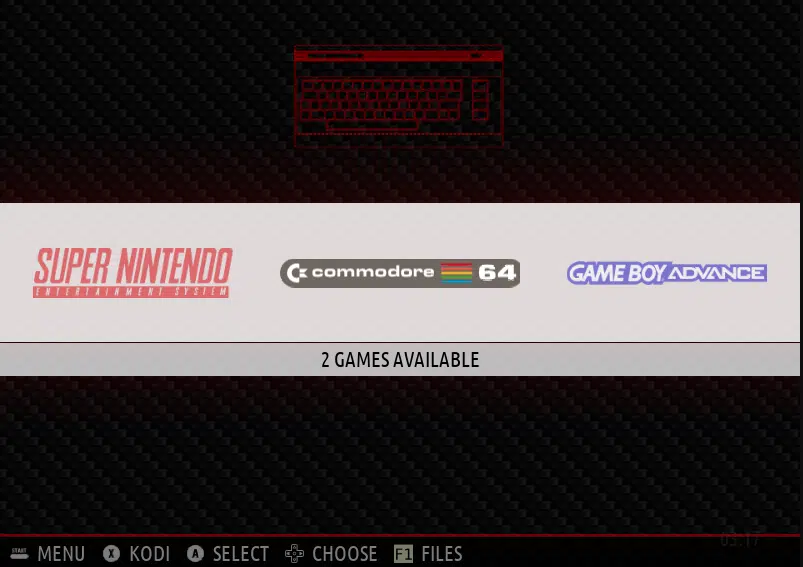 SUPER NINTENDO
ENTERTAINMENT SYSTEM
commodore 64
GAME BOY ADVANCE
2 GAMES AVAILABLE
03:17
START MENU X KODI A SELECT CHOOSE F1 FILES